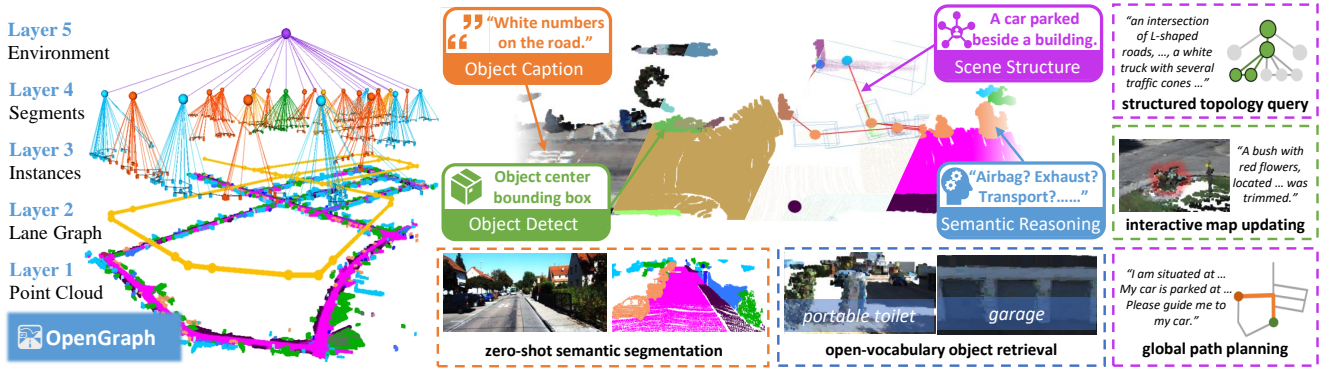 Layer 5
Environment
Layer 4
Segments
Layer 3
Instances
Layer 2
Lane Graph
Layer 1
Point Cloud
OpenGraph
“White numbers
on the road.”
Object Caption
A car parked
beside a building.
Scene Structure
Object center
bounding box
Object Detect
“Airbag? Exhaust?
Transport?......”
Semantic Reasoning
zero-shot semantic segmentation
portable toilet
garage
open-vocabulary object retrieval
“an intersection
of L-shaped
roads, ..., a white
truck with several
traffic cones ...”
structured topology query
“A bush with
red flowers,
located ... was
trimmed.”
interactive map updating
“I am situated at ...
My car is parked at ...
Please guide me to
my car.”
global path planning